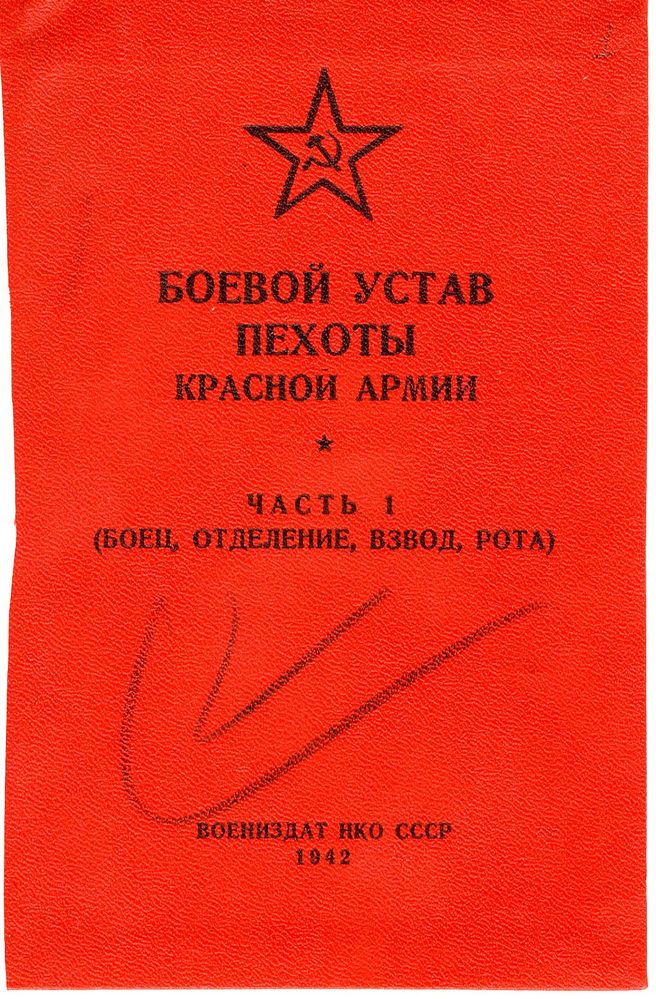 БОЕВОЙ УСТАВ
ПЕХОТЫ
КРАСНОЙ АРМИИ
ЧАСТЬ 1
(БОЕЦ, ОТДЕЛЕНИЕ, ВЗВОД, РОТА)
ВОЕНИЗДАТ НКО СССР
1942